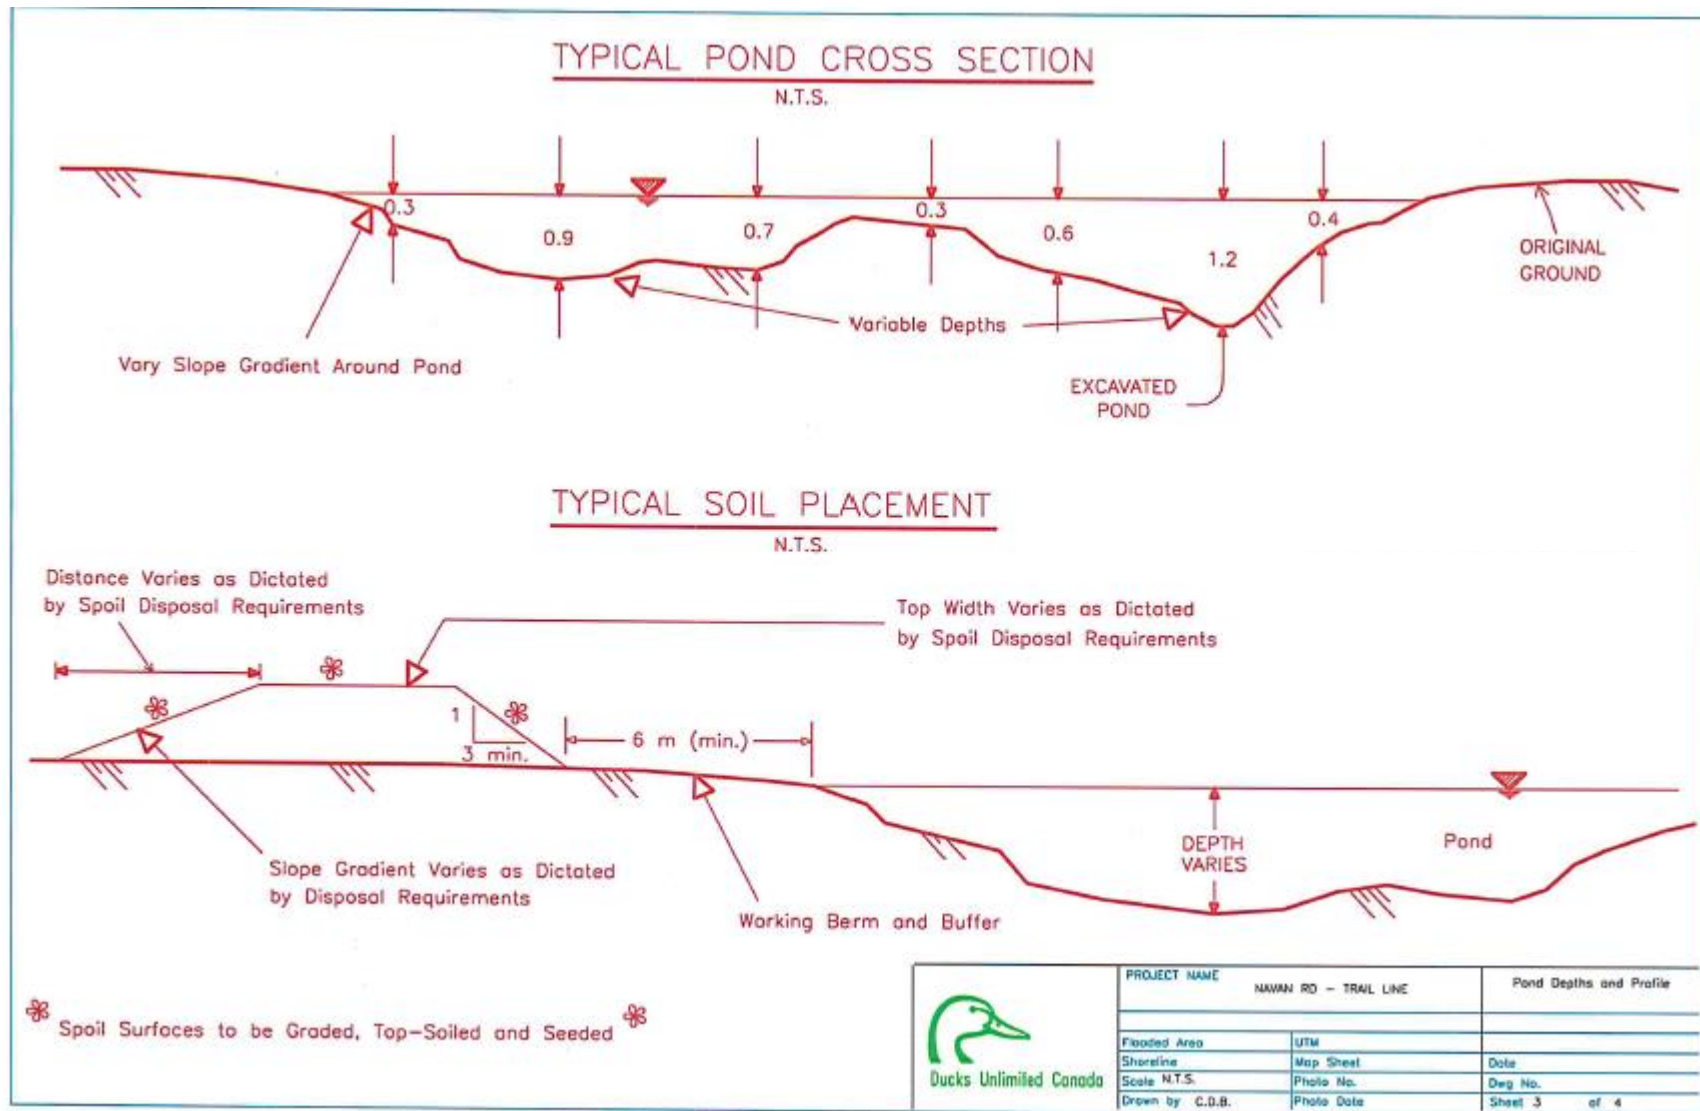 TYPICAL POND CROSS SECTION
N.T.S.
0.3
0.9
0.7
0.3
0.6
1.2
0.4
ORIGINAL
GROUND
Variable Depths
Vary Slope Gradient Around Pond
EXCAVATED
POND
TYPICAL SOIL PLACEMENT
N.T.S.
Distance Varies as Dictated
by Spoil Disposal Requirements
Top Width Varies as Dictated
by Spoil Disposal Requirements
1
3 min.
6 m (min.)
DEPTH
VARIES
Pond
Slope Gradient Varies as Dictated
by Disposal Requirements
Working Berm and Buffer
Spoil Surfaces to be Graded, Top-Soiled and Seeded
Ducks Unlimited Canada
PROJECT NAME
NAVAN RD - TRAIL LINE
Pond Depths and Profile
Flooded Area
UTM
Shoreline
Map Sheet
Date
Scale N.T.S.
Photo No.
Dwg No.
Drawn by C.D.B.
Photo Date
Sheet 3 of 4